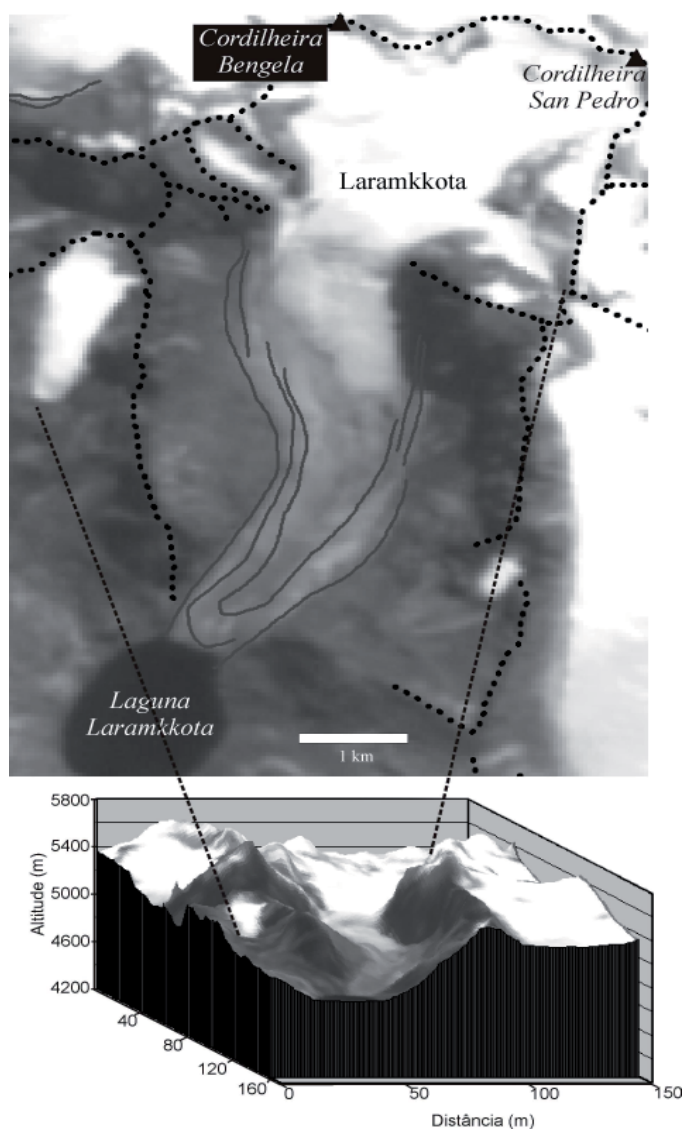 Cordilheira
Bengela
Cordilheira
San Pedro
Laramkkota
Laguna
Laramkkota
1 km
5800
5400
5000
4600
4200
Altitude (m)
40
80
120
160
0
50
100
150
Distância (m)